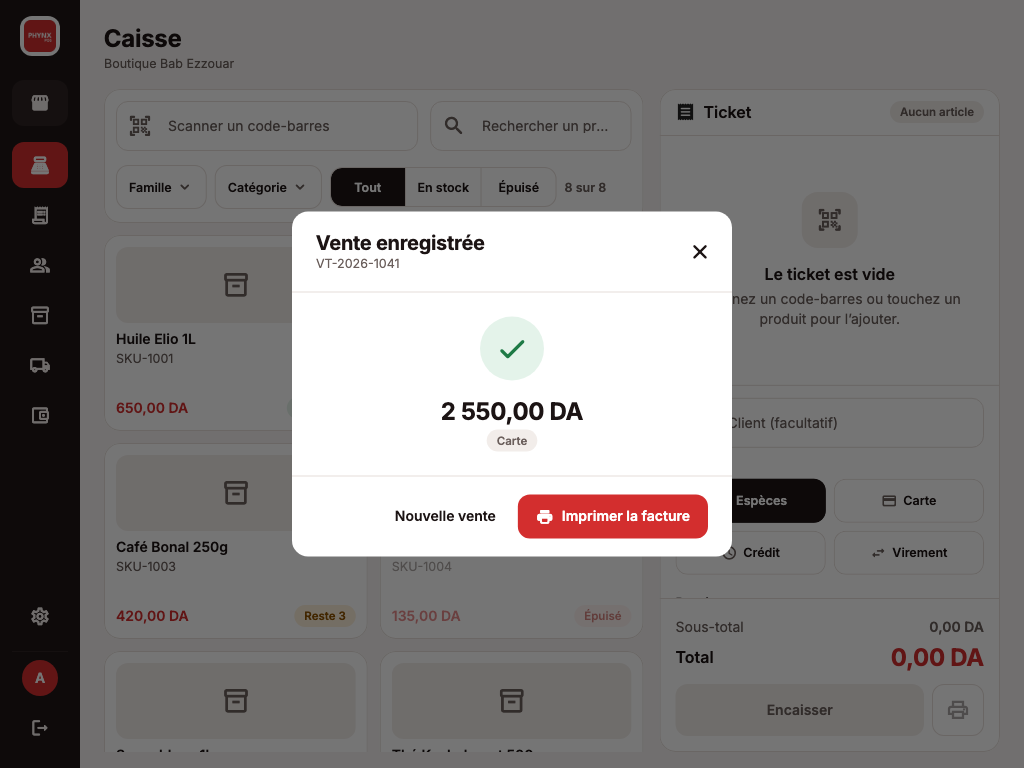 PHYNX
Caisse
Boutique Bab Ezzouar
Scanner un code-barres
Rechercher un pr...
Famille
Catégorie
Tout
En stock
Épuisé
8 sur 8
Ticket
Aucun article
Le ticket est vide
nez un code-barres ou touchez un
produit pour l’ajouter.
Huile Elio 1L
SKU-1001
650,00 DA
Café Bonal 250g
SKU-1003
420,00 DA
Reste 3
SKU-1004
135,00 DA
Épuisé
Vente enregistrée
VT-2026-1041
2 550,00 DA
Carte
Nouvelle vente
Imprimer la facture
Client (facultatif)
Espèces
Carte
Crédit
Virement
Sous-total
0,00 DA
Total
0,00 DA
Encaisser
A